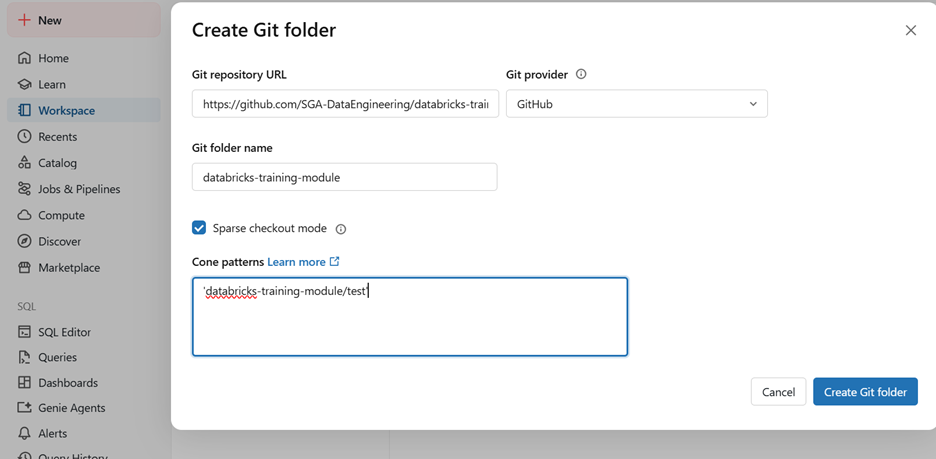 New
Home
Learn
Workspace
Recents
Catalog
Jobs & Pipelines
Compute
Discover
Marketplace
SQL
SQL Editor
Queries
Dashboards
Genie Agents
Alerts
Query History
Create Git folder
Git repository URL
Git provider
https://github.com/SGA-DataEngineering/databricks-trai
GitHub
Git folder name
databricks-training-module
Sparse checkout mode
Cone patterns Learn more
'databricks-training-module/test'
Cancel
Create Git folder